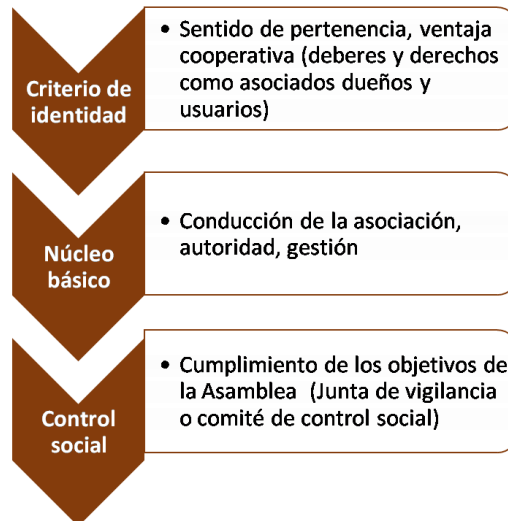 Criterio de
identidad
• Sentido de pertenencia, ventaja
cooperativa (deberes y derechos
como asociados dueños y
usuarios)
Núcleo
básico
• Conducción de la asociación,
autoridad, gestión
Control
social
• Cumplimiento de los objetivos de
la Asamblea (Junta de vigilancia
o comité de control social)